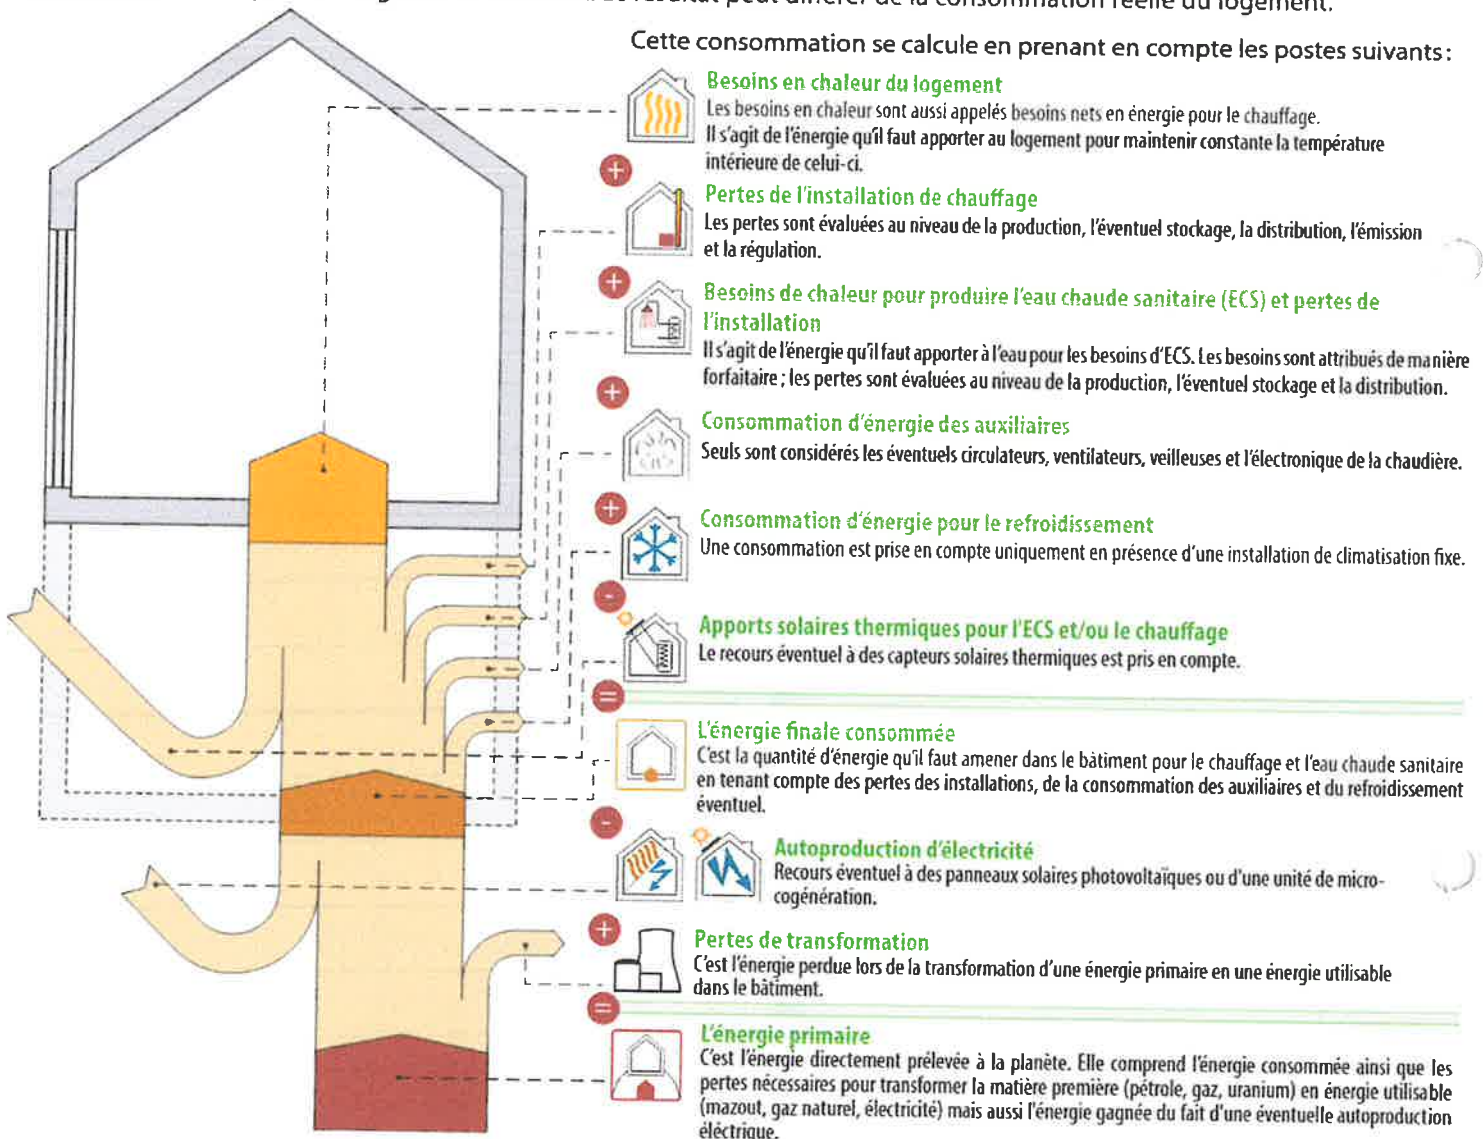 résultat peut différer de la consommation réelle du logement.
Cette consommation se calcule en prenant en compte les postes suivants :
Besoins en chaleur du logement
Les besoins en chaleur sont aussi appelés besoins nets en énergie pour le chauffage.
Il s'agit de l'énergie qu'il faut apporter au logement pour maintenir constante la température
intérieure de celui-ci.
+
Pertes de l'installation de chauffage
Les pertes sont évaluées au niveau de la production, l'éventuel stockage, la distribution, l'émission
et la régulation.
+
Besoins de chaleur pour produire l'eau chaude sanitaire (ECS) et pertes de
l'installation
Il s'agit de l'énergie qu'il faut apporter à l'eau pour les besoins d'ECS. Les besoins sont attribués de manière
forfaitaire ; les pertes sont évaluées au niveau de la production, l'éventuel stockage et la distribution.
+
Consommation d'énergie des auxiliaires
Seuls sont considérés les éventuels circulateurs, ventilateurs, veilleuses et l'électronique de la chaudière.
+
Consommation d'énergie pour le refroidissement
Une consommation est prise en compte uniquement en présence d'une installation de climatisation fixe.
-
Apports solaires thermiques pour l'ECS et/ou le chauffage
Le recours éventuel à des capteurs solaires thermiques est pris en compte.
=
L'énergie finale consommée
C'est la quantité d'énergie qu'il faut amener dans le bâtiment pour le chauffage et l'eau chaude sanitaire
en tenant compte des pertes des installations, de la consommation des auxiliaires et du refroidissement
éventuel.
-
Autoproduction d'électricité
Recours éventuel à des panneaux solaires photovoltaïques ou d'une unité de micro-
cogénération.
+
Pertes de transformation
C'est l'énergie perdue lors de la transformation d'une énergie primaire en une énergie utilisable
dans le bâtiment.
=
L'énergie primaire
C'est l'énergie directement prélevée à la planète. Elle comprend l'énergie consommée ainsi que les
pertes nécessaires pour transformer la matière première (pétrole, gaz, uranium) en énergie utilisable
(mazout, gaz naturel, électricité) mais aussi l'énergie gagnée du fait d'une éventuelle autoproduction
éléctrique.